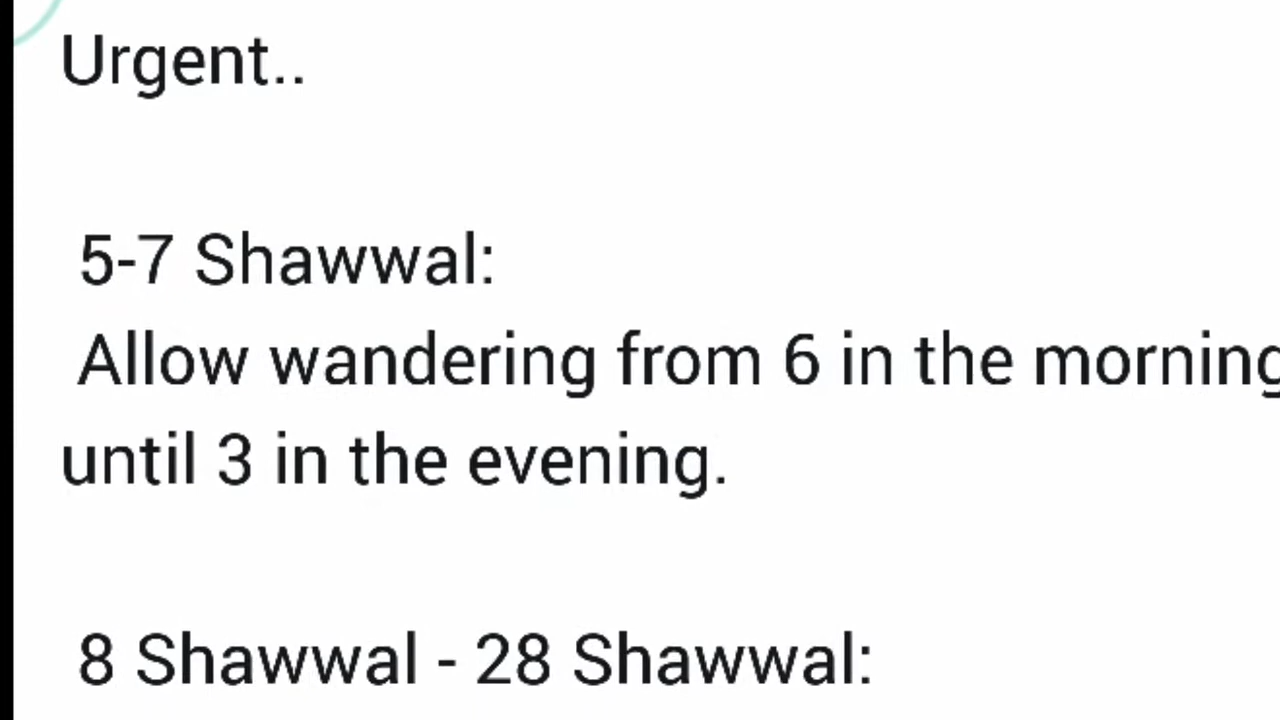 Urgent..
5-7 Shawwal:
Allow wandering from 6 in the morning
until 3 in the evening.
8 Shawwal - 28 Shawwal: